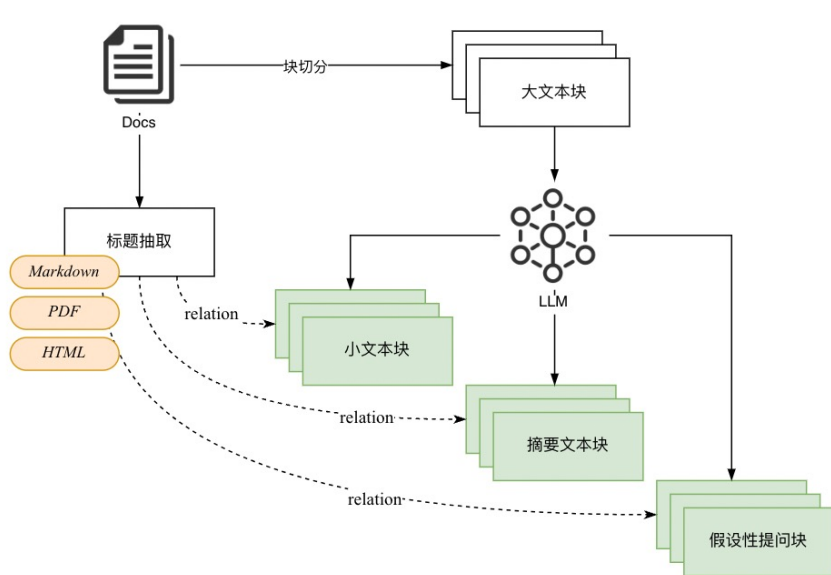 块切分
大文本块
Docs
标题抽取
Markdown
PDF
HTML
relation
LLM
小文本块
relation
摘要文本块
relation
假设性提问块